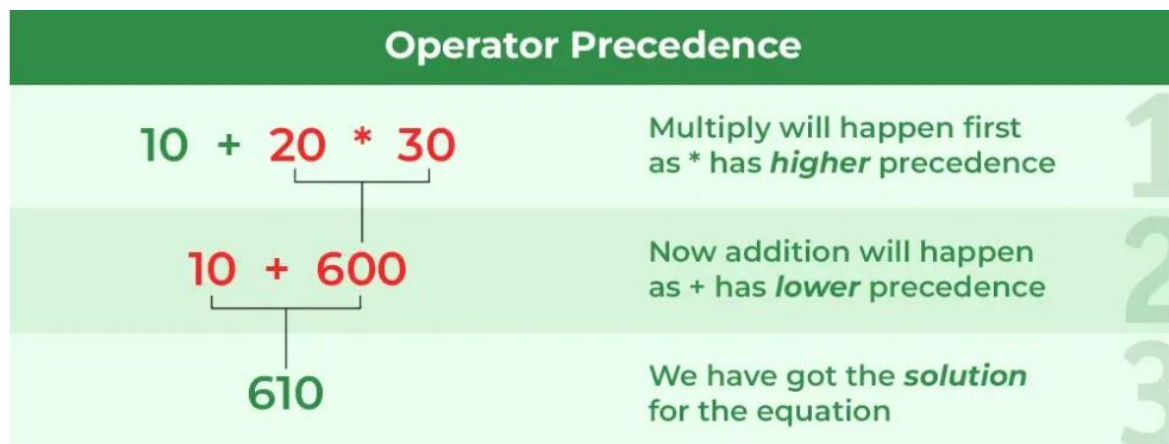 Operator Precedence
10 + 20 * 30
Multiply will happen first
as * has higher precedence
1
10 + 600
Now addition will happen
as + has lower precedence
2
610
We have got the solution
for the equation
3